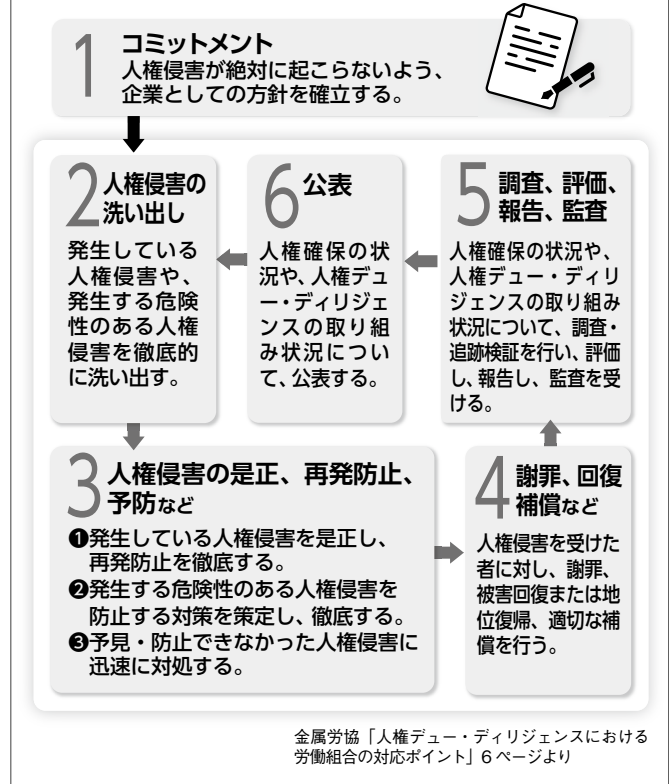 1 コミットメント
人権侵害が絶対に起こらないよう、
企業としての方針を確立する。
2 人権侵害の
洗い出し
発生している
人権侵害や、
発生する危険
性のある人権
侵害を徹底的
に洗い出す。
3 人権侵害の是正、再発防止、
予防など
❶発生している人権侵害を是正し、
再発防止を徹底する。
❷発生する危険性のある人権侵害を
防止する対策を策定し、徹底する。
❸予見・防止できなかった人権侵害に
迅速に対処する。
4 謝罪、回復
補償など
人権侵害を受けた
者に対し、謝罪、
被害回復または地
位復帰、適切な補
償を行う。
5 調査、評価、
報告、監査
人権確保の状況や、
人権デュー・ディリ
ジェンスの取り組み
状況について、調査・
追跡検証を行い、評価
し、報告し、監査を受
ける。
6 公表
人権確保の状
況や、人権デュ
ー・ディリジェ
ンスの取り組
み状況につい
て、公表する。
金属労協「人権デュー・ディリジェンスにおける
労働組合の対応ポイント」6ページより